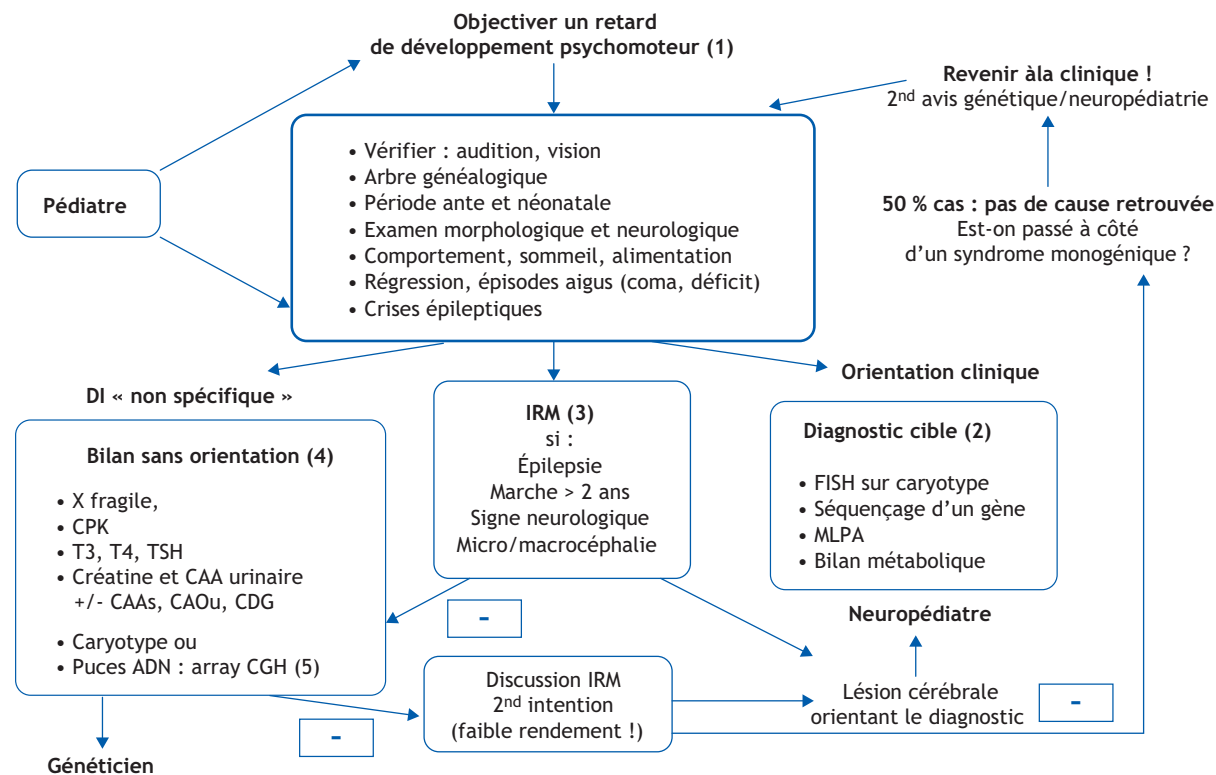 Objectiver un retard
de développement psychomoteur (1)
Revenir àla clinique !
2nd avis génétique/neuropédiatrie
Pédiatre
• Vérifier : audition, vision
• Arbre généalogique
• Période ante et néonatale
• Examen morphologique et neurologique
• Comportement, sommeil, alimentation
• Régression, épisodes aigus (coma, déficit)
• Crises épileptiques
50 % cas : pas de cause retrouvée
Est-on passé à côté
d'un syndrome monogénique ?
DI « non spécifique »
Bilan sans orientation (4)
• X fragile,
• CPK
• T3, T4, TSH
• Créatine et CAA urinaire
+/- CAAs, CAOu, CDG
• Caryotype ou
• Puces ADN : array CGH (5)
IRM (3)
si :
Épilepsie
Marche > 2 ans
Signe neurologique
Micro/macrocéphalie
Orientation clinique
Diagnostic cible (2)
• FISH sur caryotype
• Séquençage d'un gène
• MLPA
• Bilan métabolique
-
Neuropédiatre
Discussion IRM
2nd intention
(faible rendement !)
Lésion cérébrale
orientant le diagnostic
-
-
Généticien